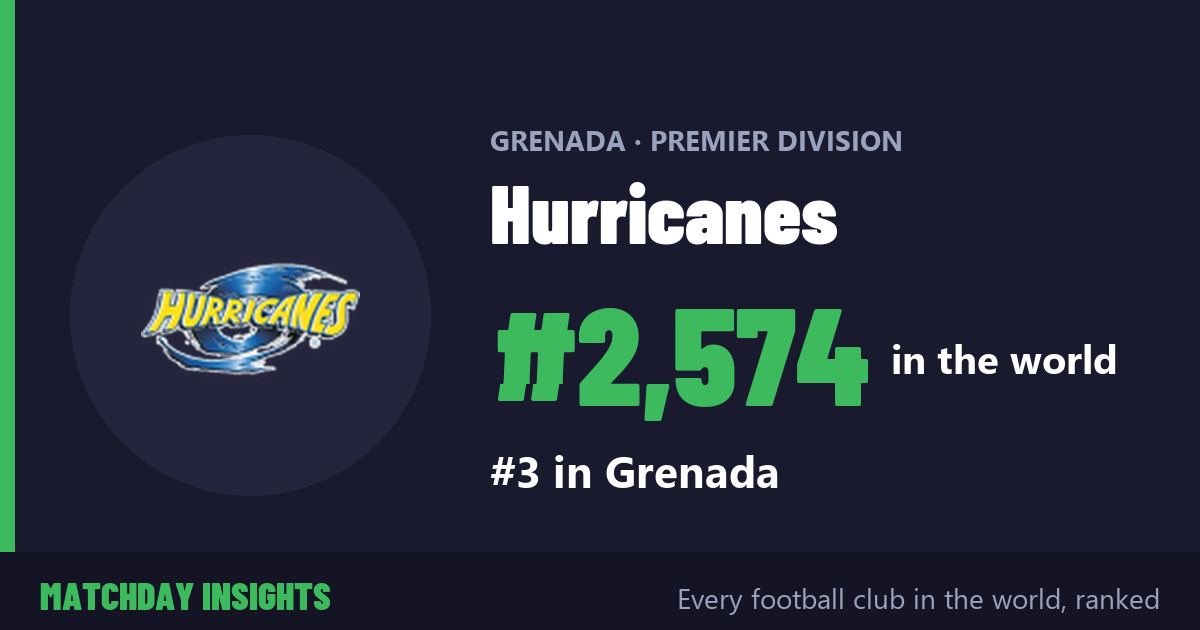 GRENADA · PREMIER DIVISION
Hurricanes
HURRICANES
#2,574 in the world
#3 in Grenada
MATCHDAY INSIGHTS
Every football club in the world, ranked